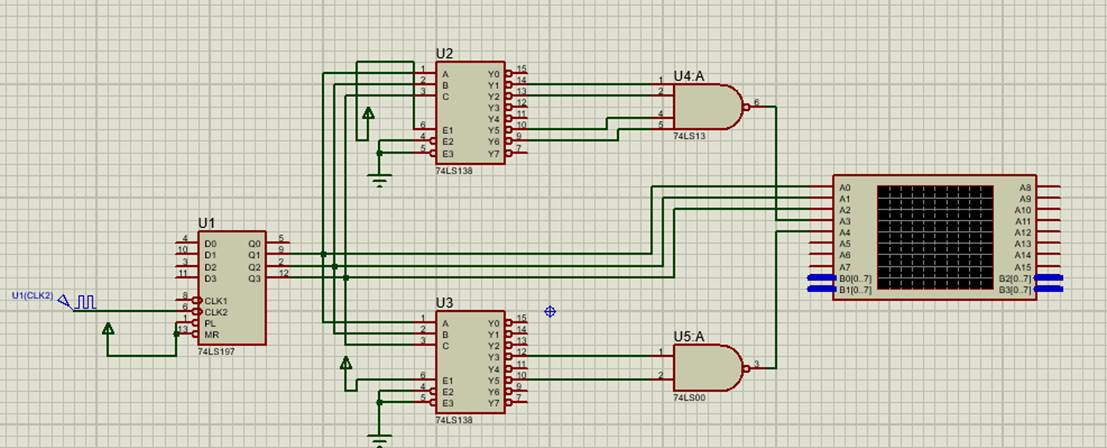 U2
1 A Y0 15
2 B Y1 14
3 C Y2 13
Y3 12
Y4 11
6 E1 Y5 10
4 E2 Y6 9
5 E3 Y7 7
74LS138
U4:A
1
2
4
5
6
74LS13
A0 A8
A1 A9
A2 A10
A3 A11
A4 A12
A5 A13
A6 A14
A7 A15
B0[0..7] B2[0..7]
B1[0..7] B3[0..7]
U1
4 D0 Q0 5
10 D1 Q1 9
3 D2 Q2 2
11 D3 Q3 12
8 CLK1
6 CLK2
1 PL
13 MR
74LS197
U1(CLK2)
U3
1 A Y0 15
2 B Y1 14
3 C Y2 13
Y3 12
Y4 11
6 E1 Y5 10
4 E2 Y6 9
5 E3 Y7 7
74LS138
U5:A
1
2
3
74LS00